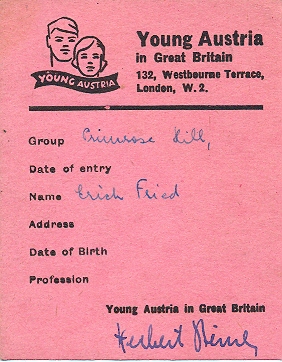 YOUNG AUSTRIA
Young Austria
in Great Britain
132, Westbourne Terrace,
London, W.2.
Group Primrose Hill,
Date of entry
Name Erich Fried
Address
Date of Birth
Profession
Young Austria in Great Britain
Herbert